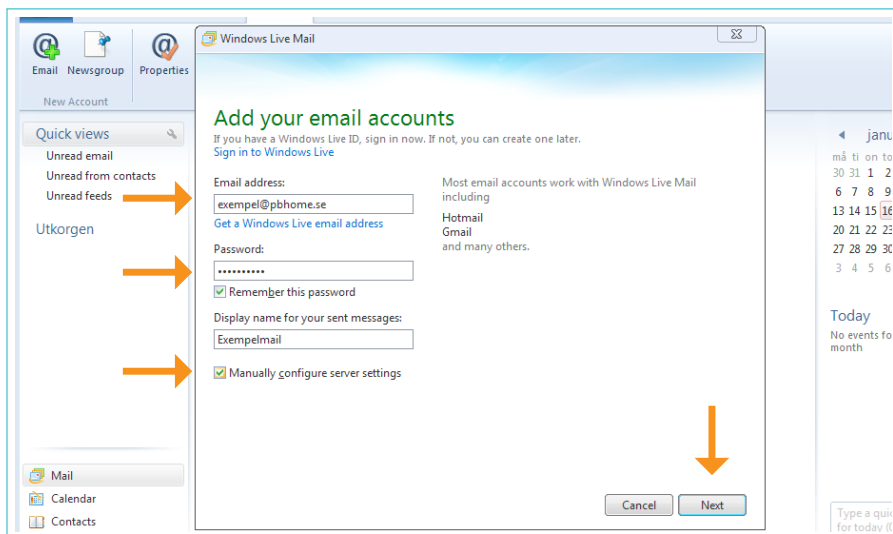 Windows Live Mail
Email Newsgroup Properties
New Account
Quick views
Unread email
Unread from contacts
Unread feeds
Utkorgen
Add your email accounts
If you have a Windows Live ID, sign in now. If not, you can create one later.
Sign in to Windows Live
Email address:
exempel@pbhome.se
Get a Windows Live email address
Password:
••••••••••
Remember this password
Display name for your sent messages:
Exempelmail
Manually configure server settings
Most email accounts work with Windows Live Mail
including
Hotmail
Gmail
and many others.
Cancel Next
Mail
Calendar
Contacts
janu
må ti on to
30 31 1 2
6 7 8 9
13 14 15 16
20 21 22 23
27 28 29 30
3 4 5 6
Today
No events fo
month
Type a quic
for today (